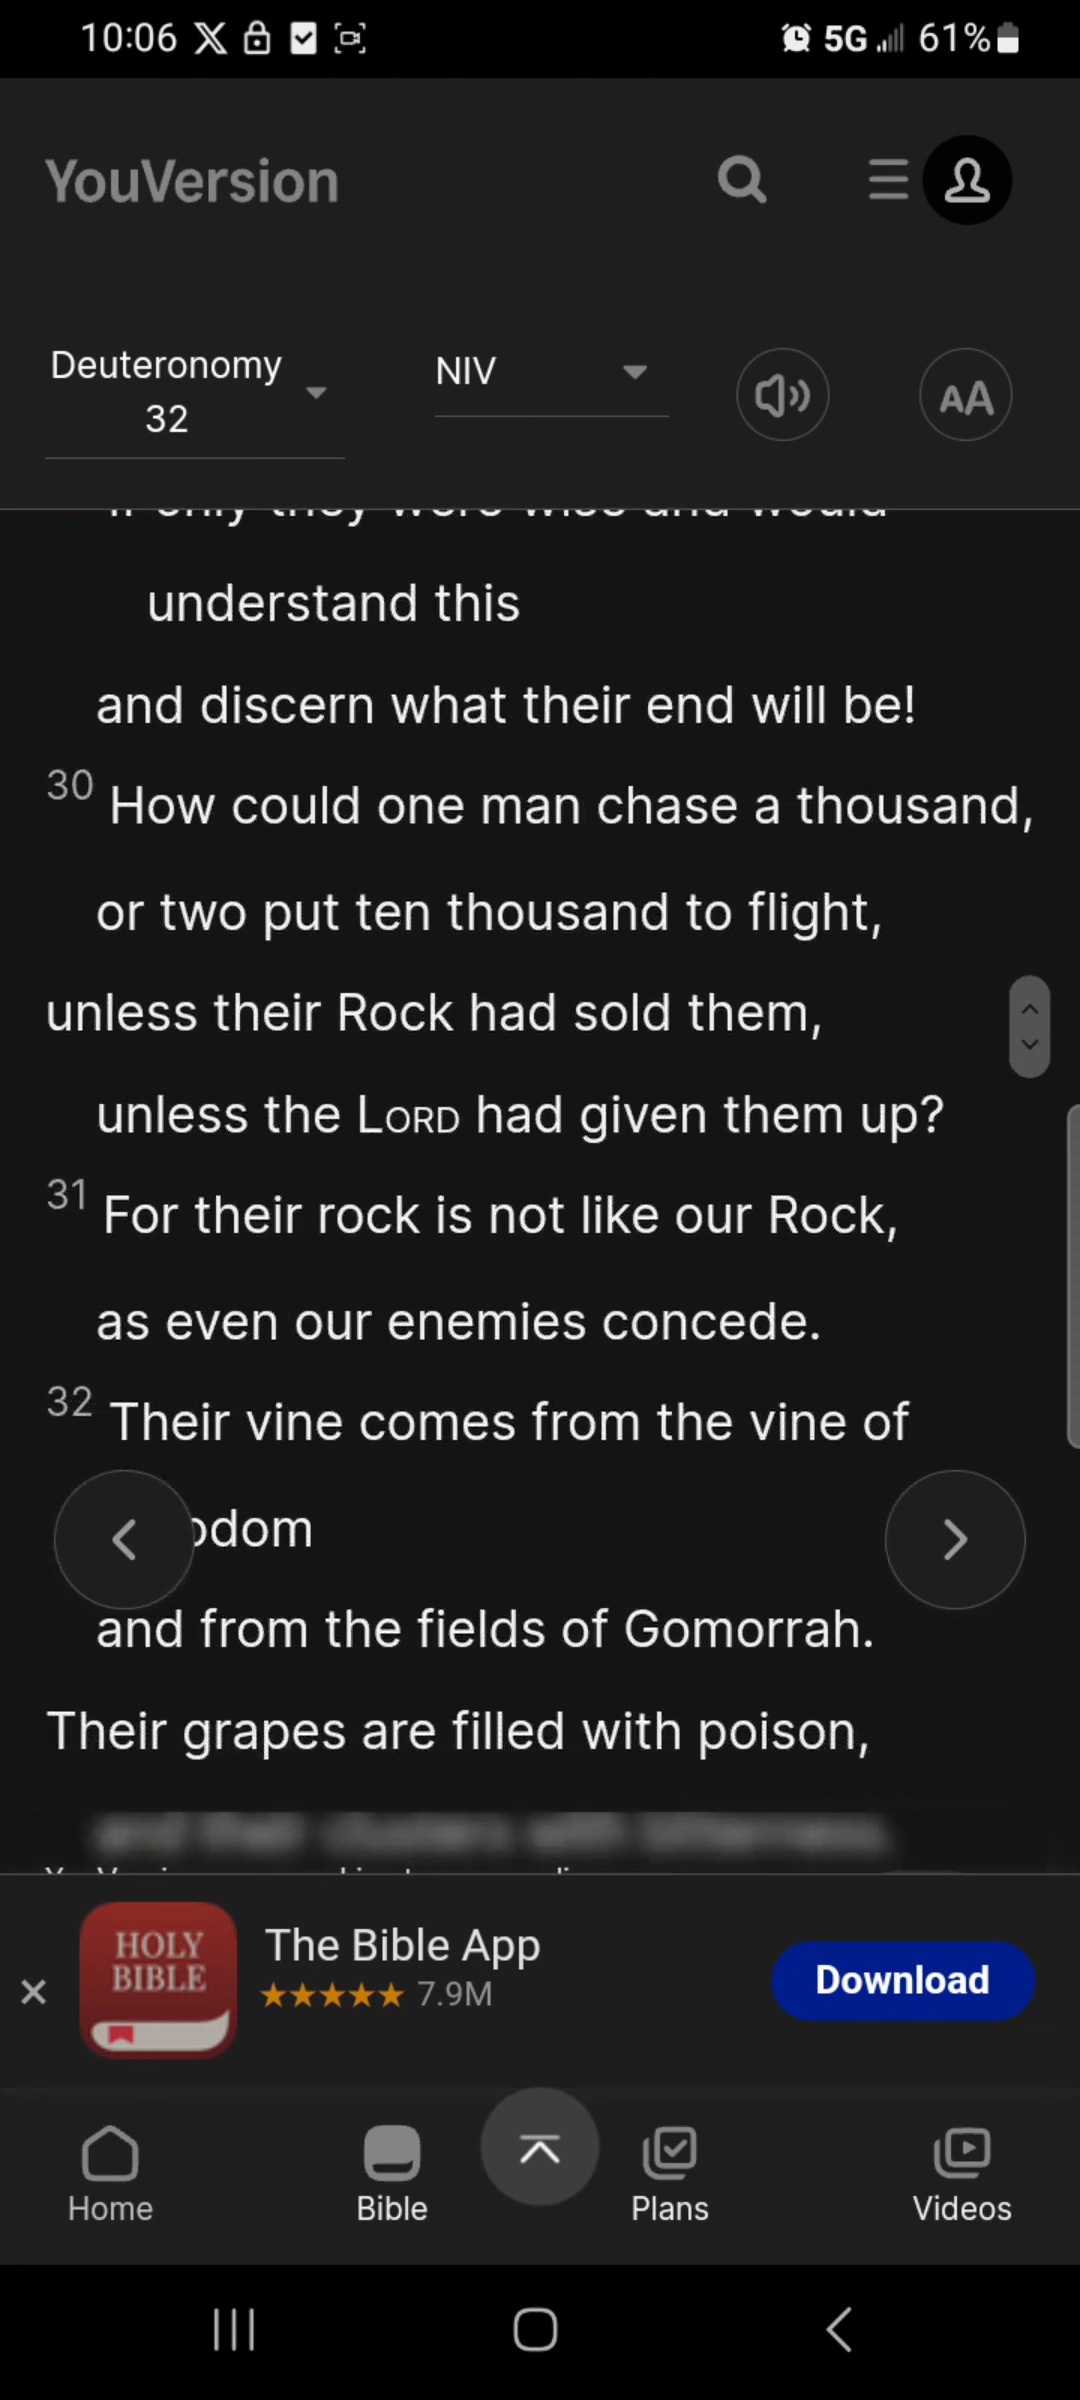 10:06 5G 61%
YouVersion
Deuteronomy
32
NIV
AA
understand this
and discern what their end will be!
30 How could one man chase a thousand,
or two put ten thousand to flight,
unless their Rock had sold them,
unless the LORD had given them up?
31 For their rock is not like our Rock,
as even our enemies concede.
32 Their vine comes from the vine of
odom
and from the fields of Gomorrah.
Their grapes are filled with poison,
HOLY
BIBLE
The Bible App
7.9M
Download
Home
Bible
Plans
Videos